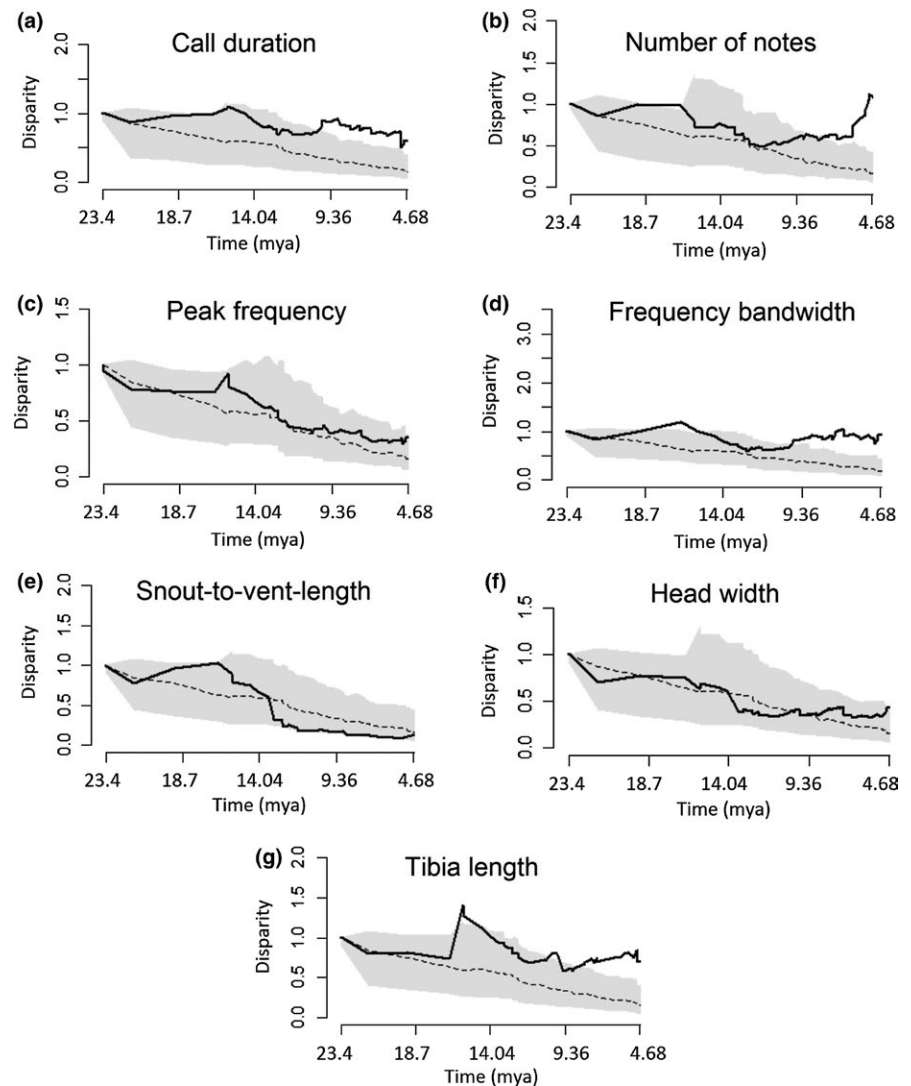 (a)
Call duration
Disparity
2.0
1.0
0.0
23.4 18.7 14.04 9.36 4.68
Time (mya)
(b)
Number of notes
Disparity
2.0
1.5
1.0
0.5
0.0
23.4 18.7 14.04 9.36 4.68
Time (mya)
(c)
Peak frequency
Disparity
1.5
1.0
0.5
0.0
23.4 18.7 14.04 9.36 4.68
Time (mya)
(d)
Frequency bandwidth
Disparity
3.0
2.0
1.0
0.0
23.4 18.7 14.04 9.36 4.68
Time (mya)
(e)
Snout-to-vent-length
Disparity
2.0
1.5
1.0
0.5
0.0
23.4 18.7 14.04 9.36 4.68
Time (mya)
(f)
Head width
Disparity
1.5
1.0
0.5
0.0
23.4 18.7 14.04 9.36 4.68
Time (mya)
(g)
Tibia length
Disparity
2.0
1.5
1.0
0.5
0.0
23.4 18.7 14.04 9.36 4.68
Time (mya)